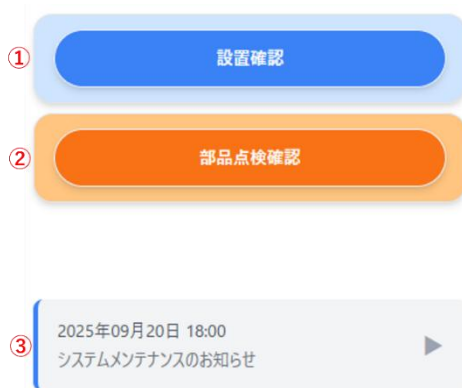 ① 設置確認
② 部品点検確認
③ 2025年09月20日 18:00
システムメンテナンスのお知らせ